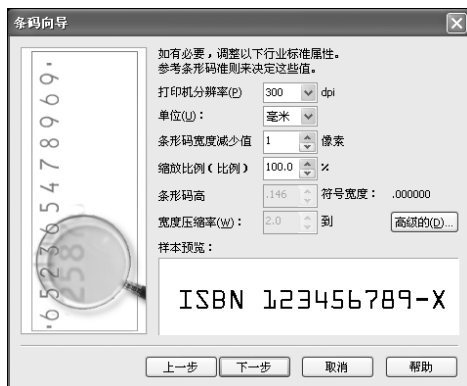 条码向导
如有必要，调整以下行业标准属性。
参考条形码准则来决定这些值。
打印机分辨率(P) 300 dpi
单位(U)： 毫米
条形码宽度减少值 1 像素
缩放比例(比例) 100.0 %
条形码高 .146 符号宽度： .000000
宽度压缩率(W)： 2.0 到 高级的(D)...
样本预览：
ISBN 123456789-X
上一步 下一步 取消 帮助